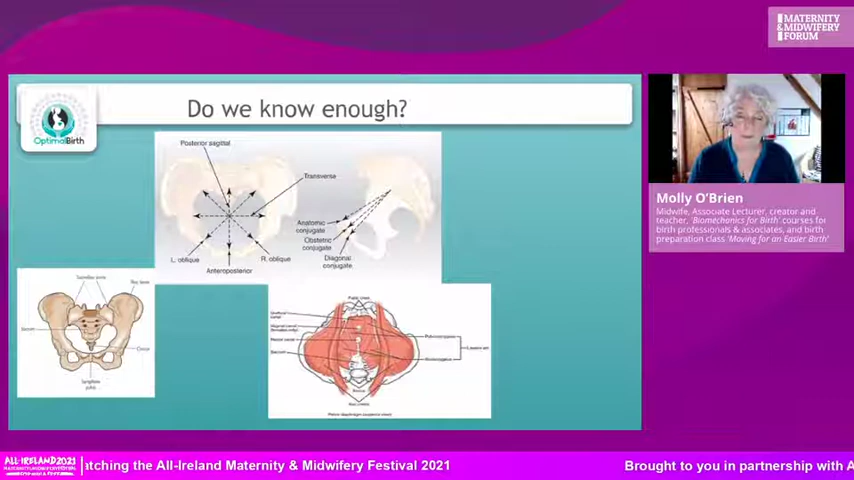 MATERNITY
& MIDWIFERY
FORUM
Do we know enough?
OptimalBirth
Posterior sagittal
Transverse
Anatomic
conjugate
Obstetric
conjugate
Diagonal
conjugate
L. oblique
R. oblique
Anteroposterior
Molly O'Brien
Midwife, Associate Lecturer, creator and
teacher, 'Biomechanics for Birth' courses for
birth professionals & associates, and birth
preparation class 'Moving for an Easier Birth'
ALL-IRELAND 2021
atching the All-Ireland Maternity & Midwifery Festival 2021
Brought to you in partnership with A